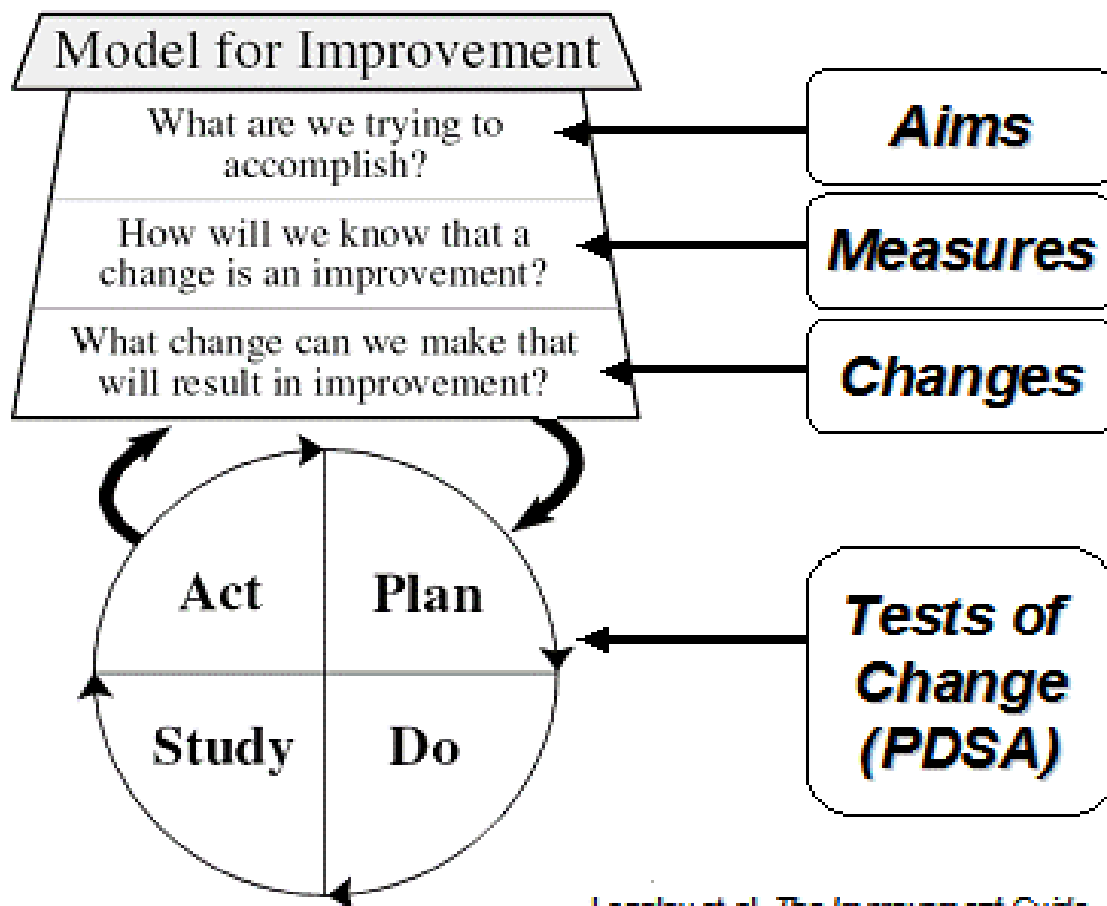 Model for Improvement
What are we trying to
accomplish?
Aims
How will we know that a
change is an improvement?
Measures
What change can we make that
will result in improvement?
Changes
Act
Plan
Study
Do
Tests of
Change
(PDSA)